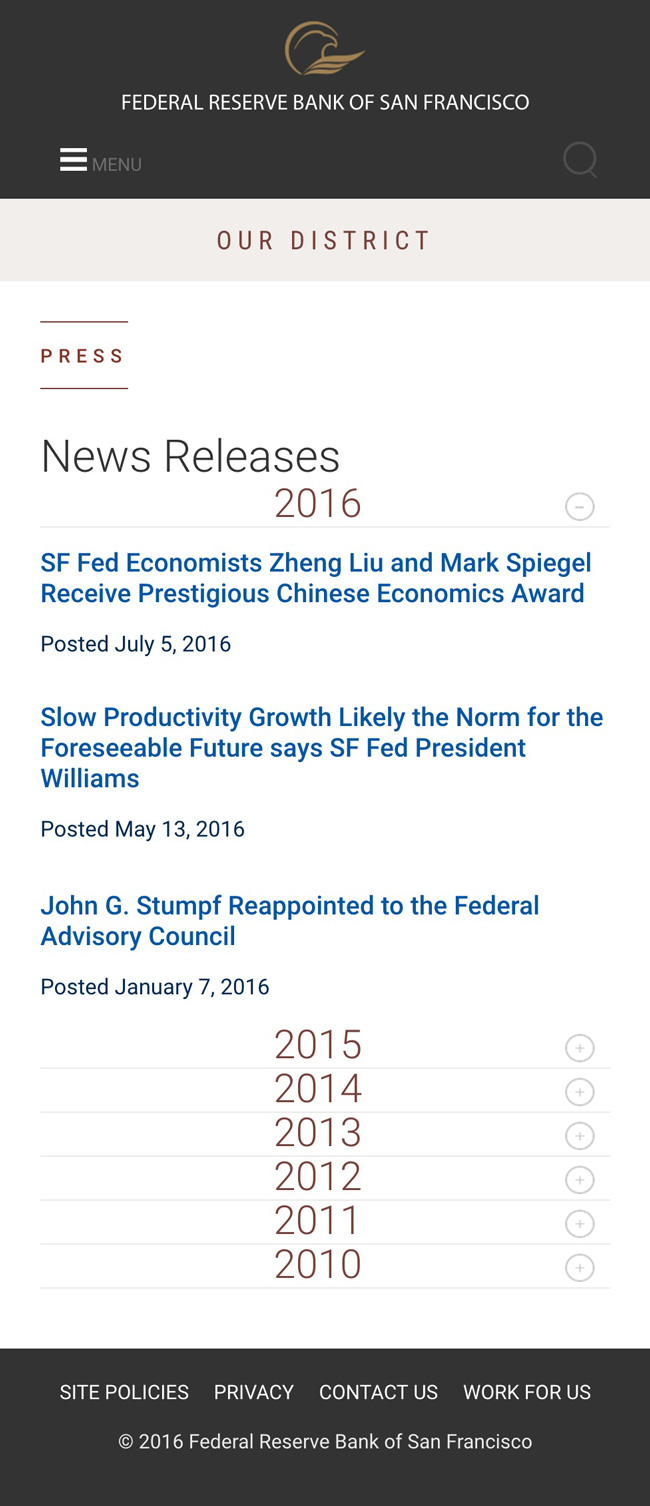 FEDERAL RESERVE BANK OF SAN FRANCISCO
MENU
OUR DISTRICT
PRESS
News Releases
2016
SF Fed Economists Zheng Liu and Mark Spiegel
Receive Prestigious Chinese Economics Award
Posted July 5, 2016
Slow Productivity Growth Likely the Norm for the
Foreseeable Future says SF Fed President
Williams
Posted May 13, 2016
John G. Stumpf Reappointed to the Federal
Advisory Council
Posted January 7, 2016
2015
2014
2013
2012
2011
2010
SITE POLICIES PRIVACY CONTACT US WORK FOR US
© 2016 Federal Reserve Bank of San Francisco